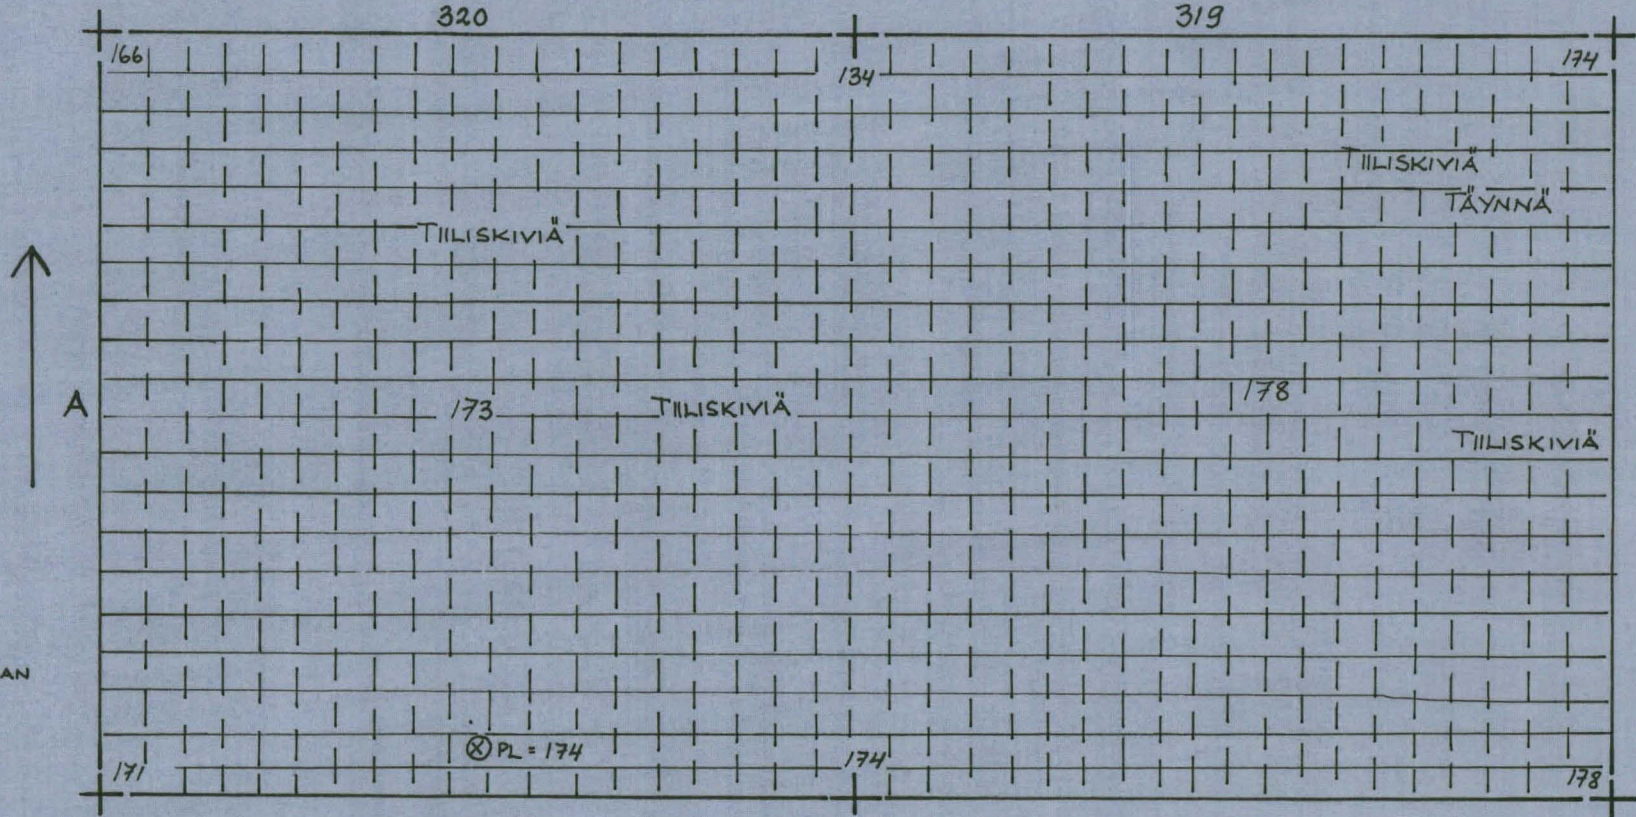 320 319
166 174
134
TIILISKIVIÄ
TÄYNNÄ
TIILISKIVIÄ
178
A 173 TIILISKIVIÄ
TIILISKIVIÄ
AN
⊗ PL = 174 174
171 178